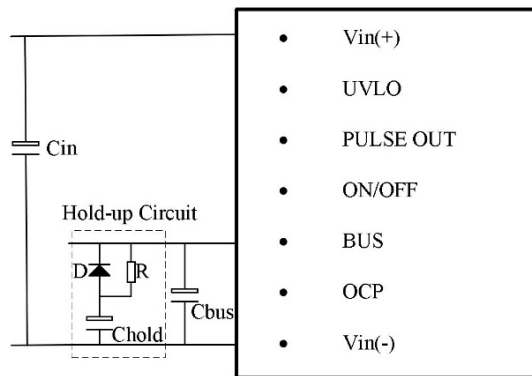 Vin(+)
UVLO
PULSE OUT
Cin
ON/OFF
Hold-up Circuit
BUS
D
R
Cbus
OCP
Chold
Vin(-)